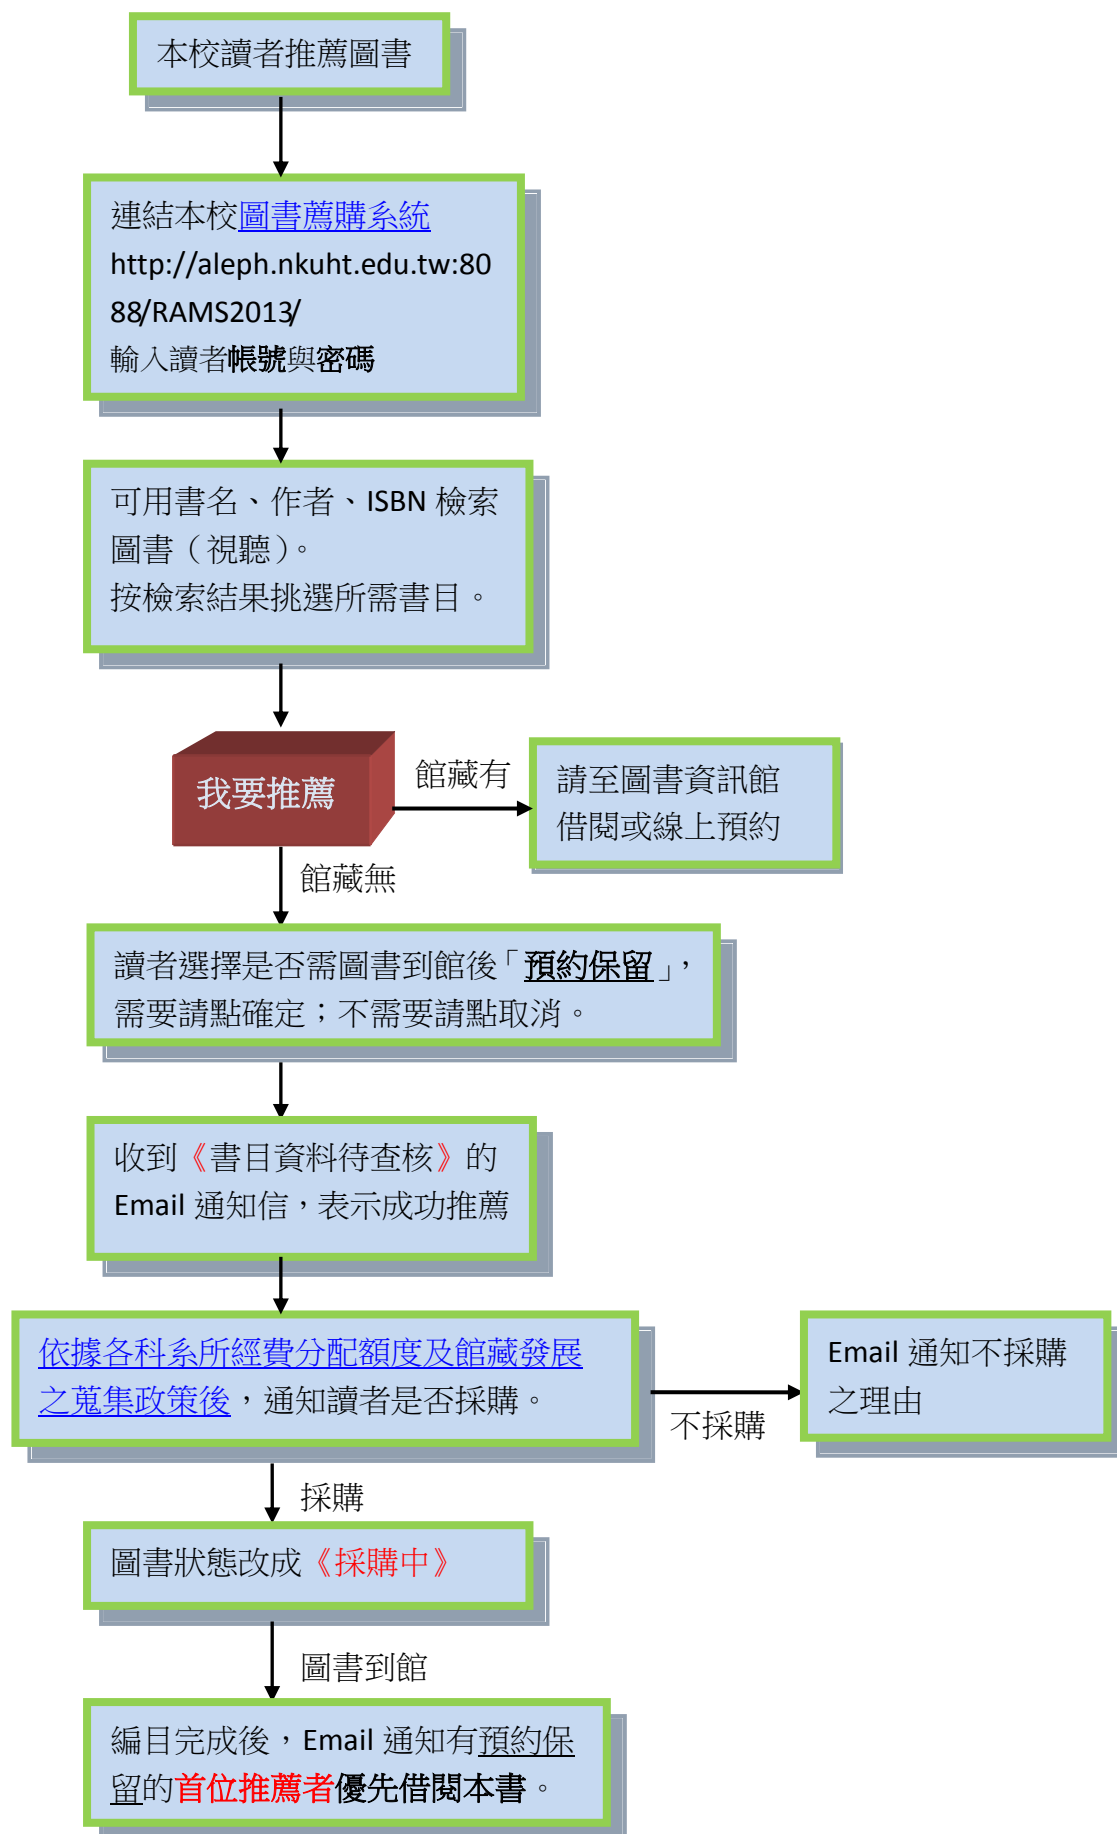 本校讀者推薦圖書
連結本校圖書薦購系統
http://aleph.nkuht.edu.tw:80
88/RAMS2013/
輸入讀者帳號與密碼
可用書名、作者、ISBN 檢索
圖書（視聽）。
按檢索結果挑選所需書目。
我要推薦
館藏有
請至圖書資訊館
借閱或線上預約
館藏無
讀者選擇是否需圖書到館後「預約保留」，
需要請點確定；不需要請點取消。
收到《書目資料待查核》的
Email 通知信，表示成功推薦
依據各科系所經費分配額度及館藏發展
之蒐集政策後，通知讀者是否採購。
不採購
Email 通知不採購
之理由
採購
圖書狀態改成《採購中》
圖書到館
編目完成後，Email 通知有預約保
留的首位推薦者優先借閱本書。